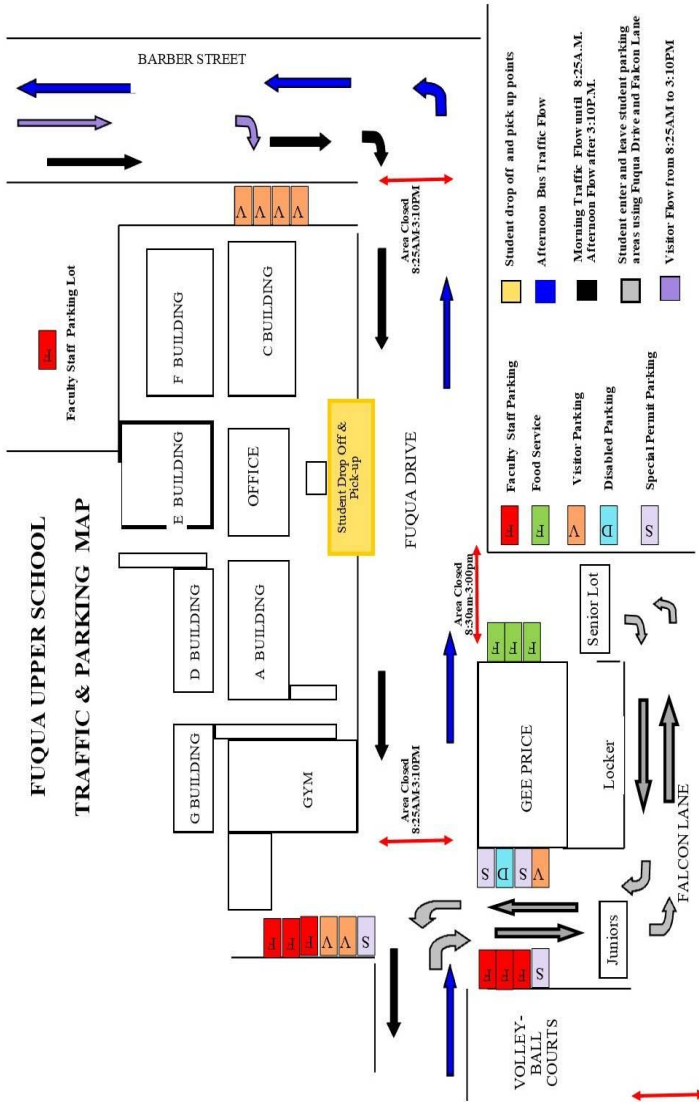 FUQUA UPPER SCHOOL
TRAFFIC & PARKING MAP
F
Faculty Staff Parking Lot
BARBER STREET
G BUILDING
D BUILDING
E BUILDING
F BUILDING
GYM
A BUILDING
OFFICE
C BUILDING
V
V
V
V
F
F
F
V
V
S
Student Drop Off &
Pick-up
Area Closed
8:25AM-3:10PM
FUQUA DRIVE
Area Closed
8:25AM-3:10PM
Area Closed
8:30am-3:00pm
F
F
F
S
VOLLEY-
BALL
COURTS
S
D
S
V
GEE PRICE
F
F
F
Juniors
Locker
Senior Lot
FALCON LANE
F
Faculty Staff Parking
F
Food Service
V
Visitor Parking
D
Disabled Parking
S
Special Permit Parking
Student drop off and pick up points
Afternoon Bus Traffic Flow
Morning Traffic Flow until 8:25A.M.
Afternoon Flow after 3:10P.M.
Student enter and leave student parking
areas using Fuqua Drive and Falcon Lane
Visitor Flow from 8:25AM to 3:10PM